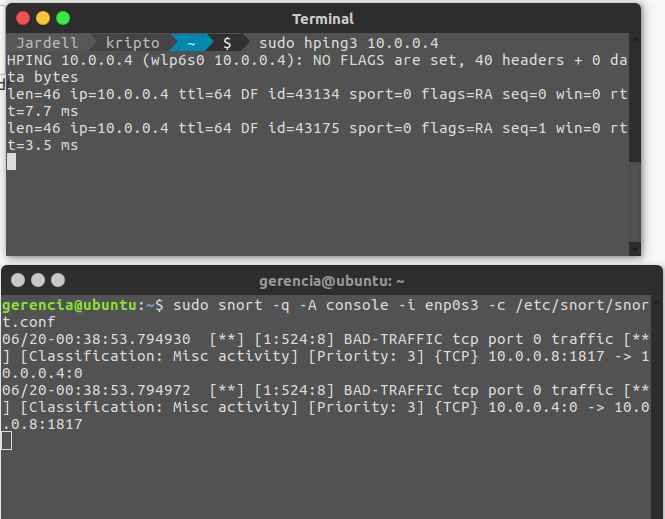 Terminal
Jardell kripto ~ $ sudo hping3 10.0.0.4
HPING 10.0.0.4 (wlp6s0 10.0.0.4): NO FLAGS are set, 40 headers + 0 da
ta bytes
len=46 ip=10.0.0.4 ttl=64 DF id=43134 sport=0 flags=RA seq=0 win=0 rt
t=7.7 ms
len=46 ip=10.0.0.4 ttl=64 DF id=43175 sport=0 flags=RA seq=1 win=0 rt
t=3.5 ms
gerencia@ubuntu: ~
gerencia@ubuntu:~$ sudo snort -q -A console -i enp0s3 -c /etc/snort/snor
t.conf
06/20-00:38:53.794930  [**] [1:524:8] BAD-TRAFFIC tcp port 0 traffic [**
] [Classification: Misc activity] [Priority: 3] {TCP} 10.0.0.8:1817 -> 1
0.0.0.4:0
06/20-00:38:53.794972  [**] [1:524:8] BAD-TRAFFIC tcp port 0 traffic [**
] [Classification: Misc activity] [Priority: 3] {TCP} 10.0.0.4:0 -> 10.0
.0.8:1817